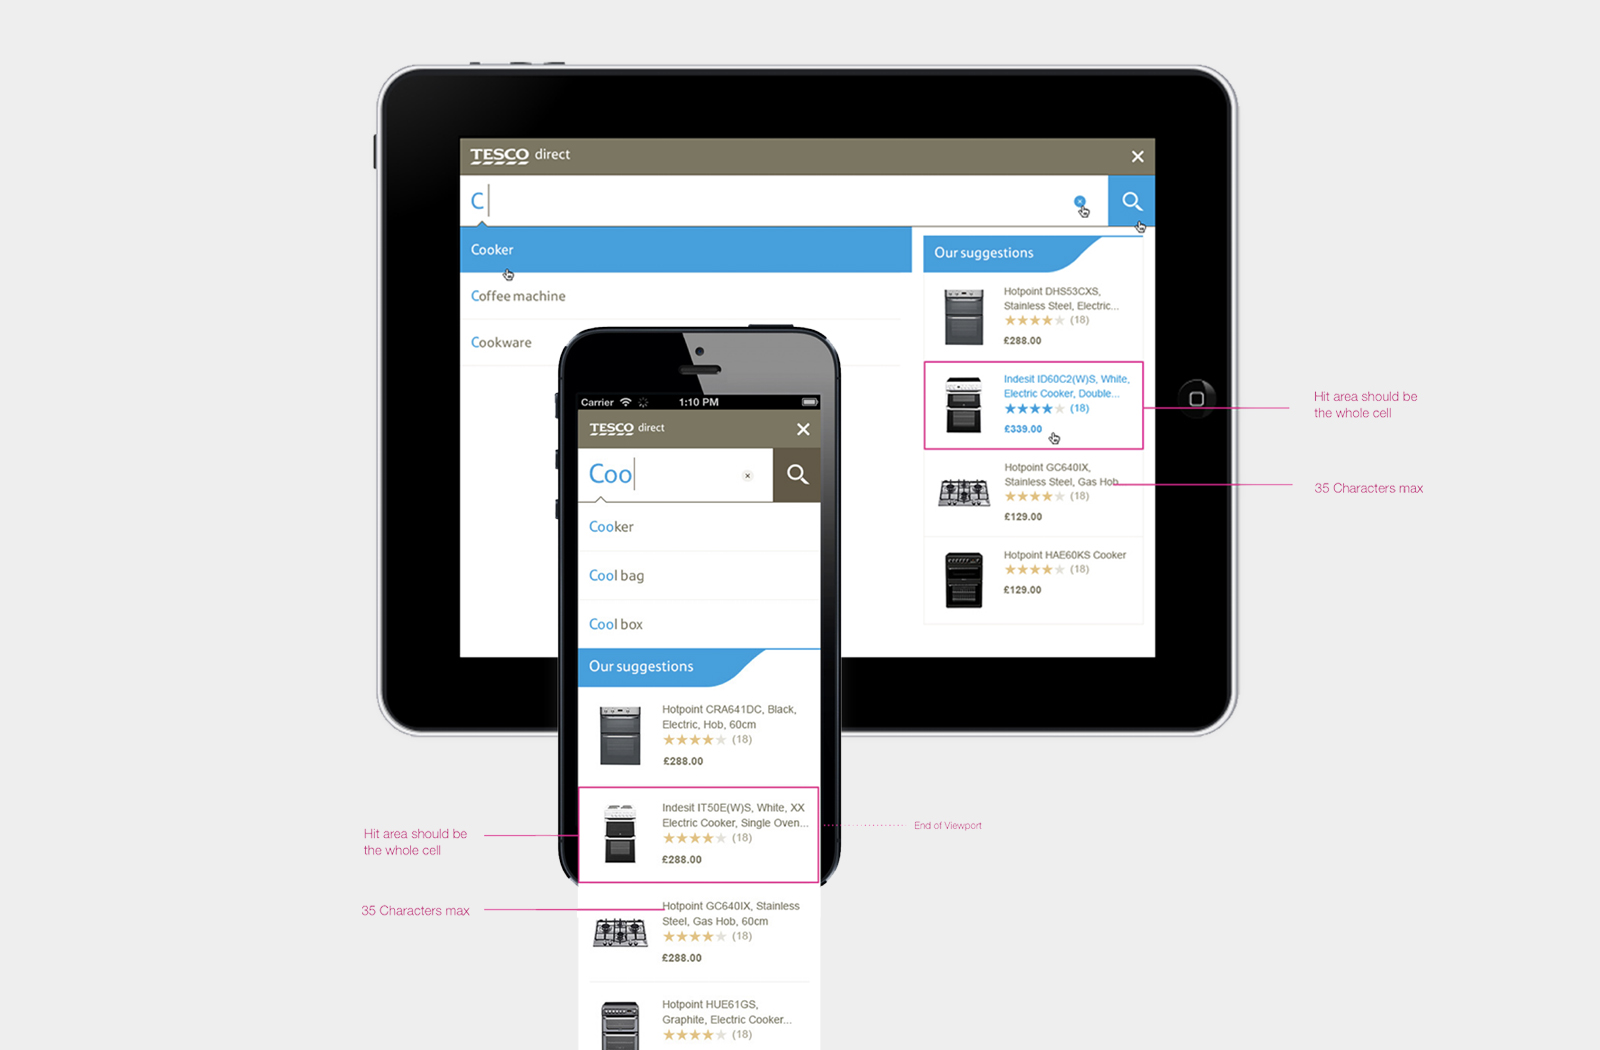 TESCO direct
C
Cooker
Coffee machine
Cookware
Our suggestions
Hotpoint DHS53CXS,
Stainless Steel, Electric...
(18)
£288.00
Indesit ID60C2(W)S, White,
Electric Cooker, Double...
(18)
£339.00
Hotpoint GC640IX,
Stainless Steel, Gas Hob
(18)
£129.00
Hotpoint HAE60KS Cooker
(18)
£129.00
Hit area should be
the whole cell
35 Characters max
Carrier 1:10 PM
TESCO direct
Coo
Cooker
Cool bag
Cool box
Our suggestions
Hotpoint CRA641DC, Black,
Electric, Hob, 60cm
(18)
£288.00
Indesit IT50E(W)S, White, XX
Electric Cooker, Single Oven...
(18)
£288.00
Hotpoint GC640IX, Stainless
Steel, Gas Hob, 60cm
(18)
£288.00
Hotpoint HUE61GS,
Graphite, Electric Cooker...
(18)
Hit area should be
the whole cell
35 Characters max
End of Viewport